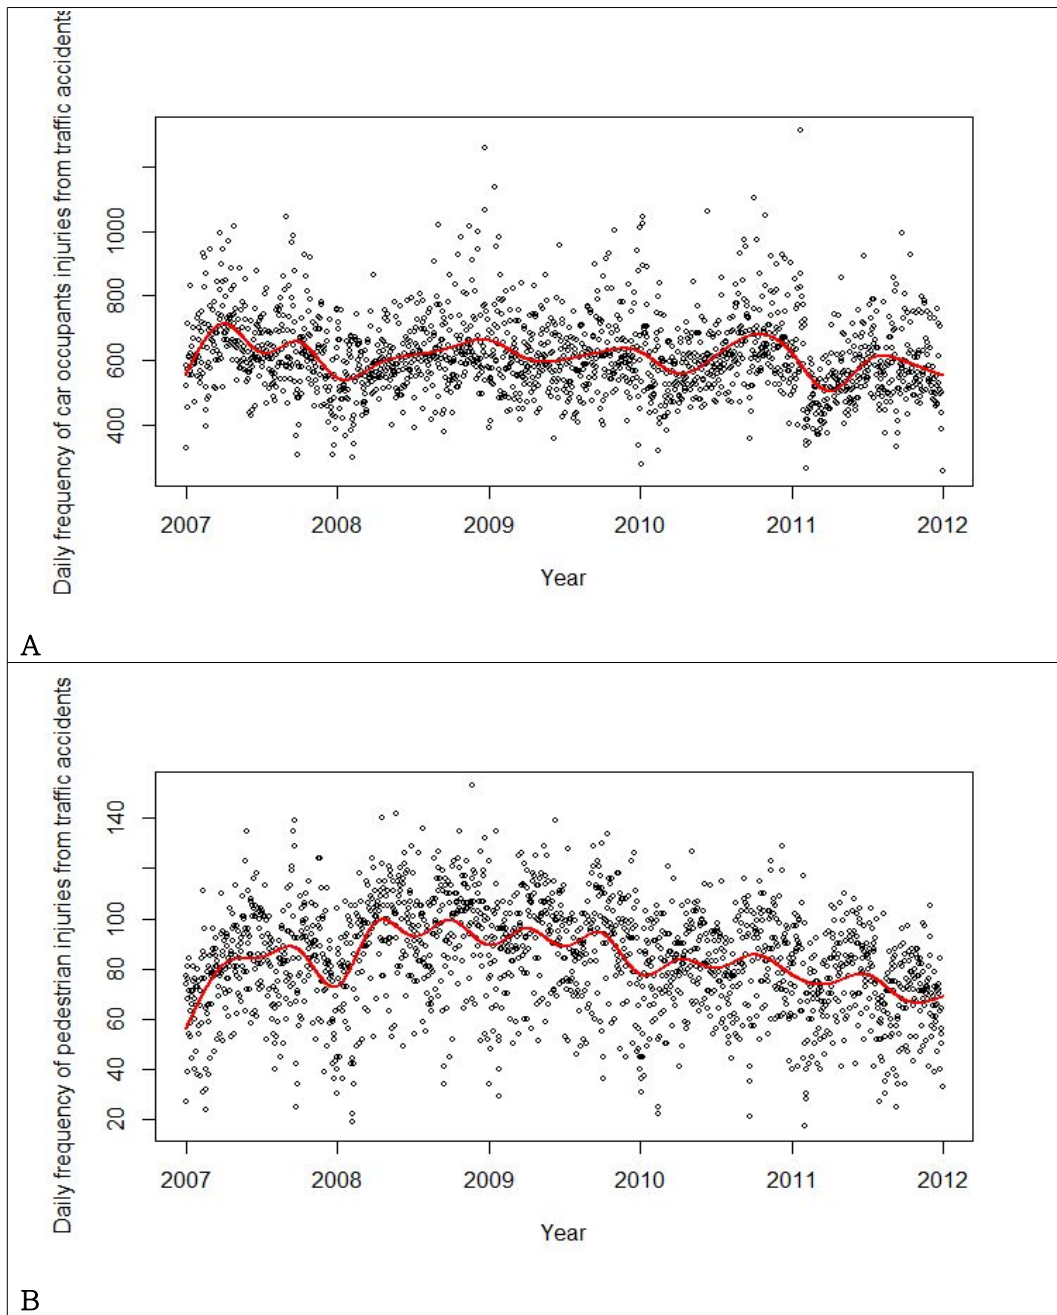 Daily frequency of car occupants injuries from traffic accidents
1000
800
600
400
2007 2008 2009 2010 2011 2012
Year
A
Daily frequency of pedestrian injuries from traffic accidents
140
100
80
60
40
20
2007 2008 2009 2010 2011 2012
Year
B